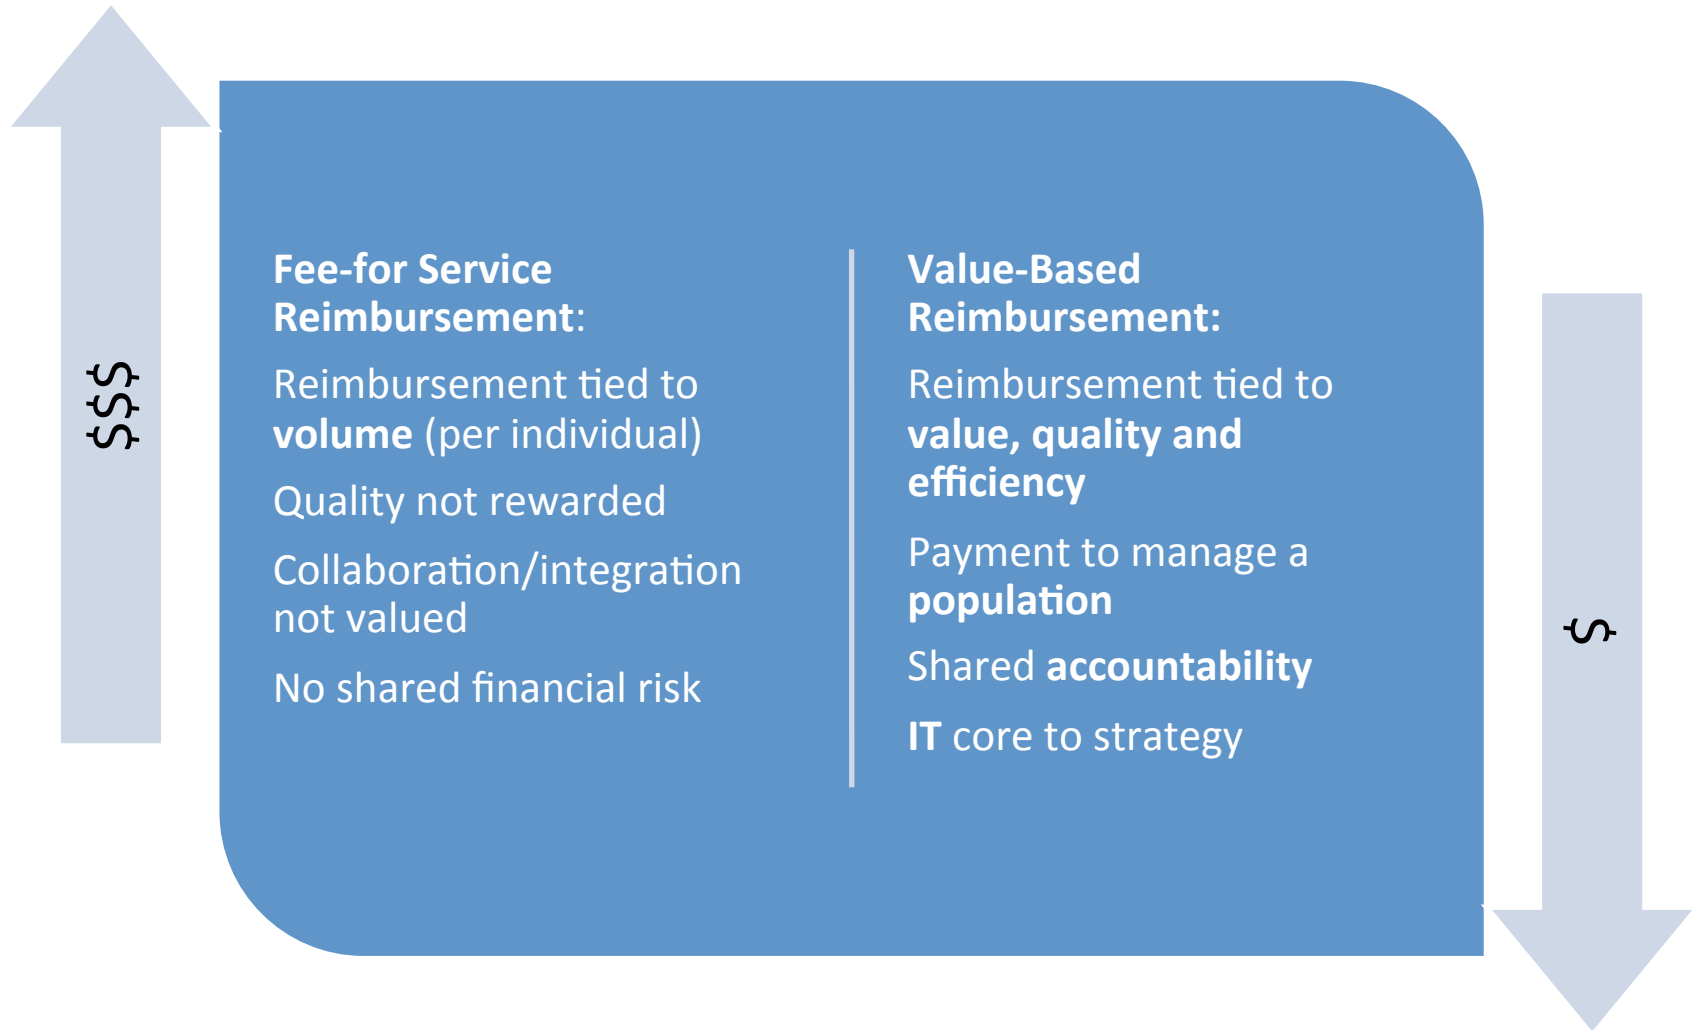 $$$
Fee-for Service
Reimbursement:
Reimbursement tied to
volume (per individual)
Quality not rewarded
Collaboration/integration
not valued
No shared financial risk
Value-Based
Reimbursement:
Reimbursement tied to
value, quality and
efficiency
Payment to manage a
population
Shared accountability
IT core to strategy
$